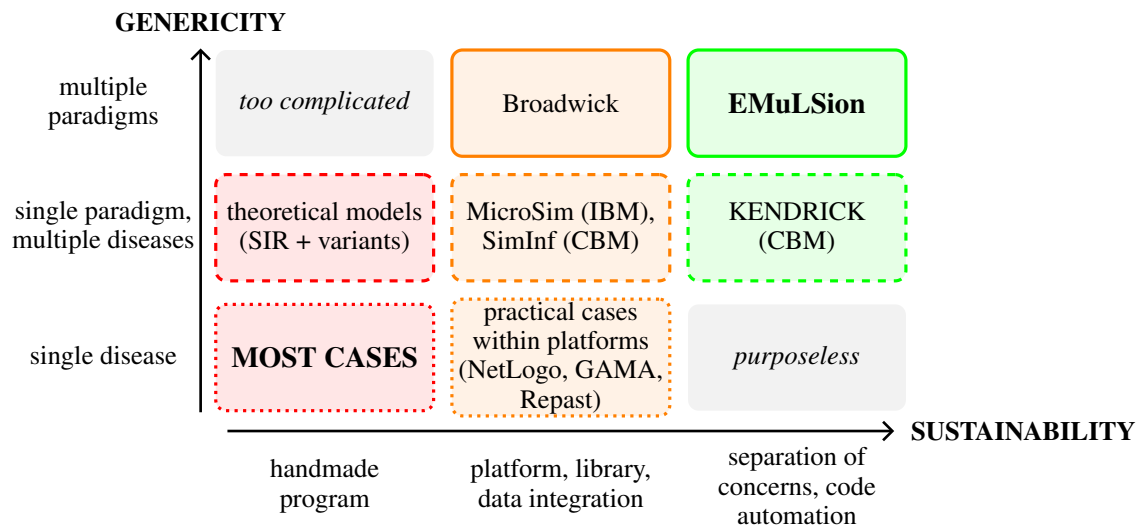 GENERICITY
multiple
paradigms
too complicated
Broadwick
EMuLSion
single paradigm,
multiple diseases
theoretical models
(SIR + variants)
MicroSim (IBM),
SimInf (CBM)
KENDRICK
(CBM)
single disease
MOST CASES
practical cases
within platforms
(NetLogo, GAMA,
Repast)
purposeless
SUSTAINABILITY
handmade
program
platform, library,
data integration
separation of
concerns, code
automation